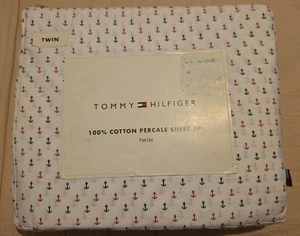 TWIN
TOMMY HILFIGER
100% COTTON PERCALE SHEET SET
TWIN